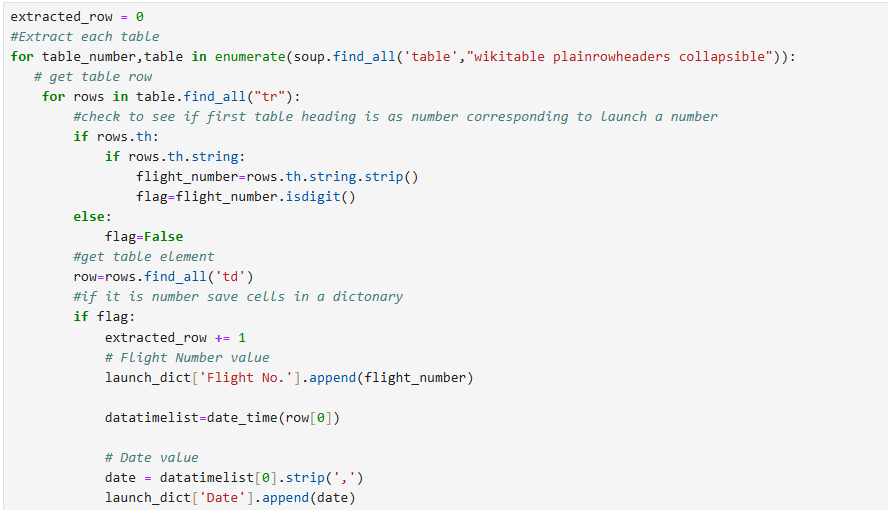 extracted_row = 0
#Extract each table
for table_number,table in enumerate(soup.find_all('table',"wikitable plainrowheaders collapsible")):
   # get table row
    for rows in table.find_all("tr"):
        #check to see if first table heading is as number corresponding to launch a number
        if rows.th:
            if rows.th.string:
                flight_number=rows.th.string.strip()
                flag=flight_number.isdigit()
        else:
            flag=False
        #get table element
        row=rows.find_all('td')
        #if it is number save cells in a dictonary
        if flag:
            extracted_row += 1
            # Flight Number value
            launch_dict['Flight No.'].append(flight_number)

            datatimelist=date_time(row[0])

            # Date value
            date = datatimelist[0].strip(',')
            launch_dict['Date'].append(date)